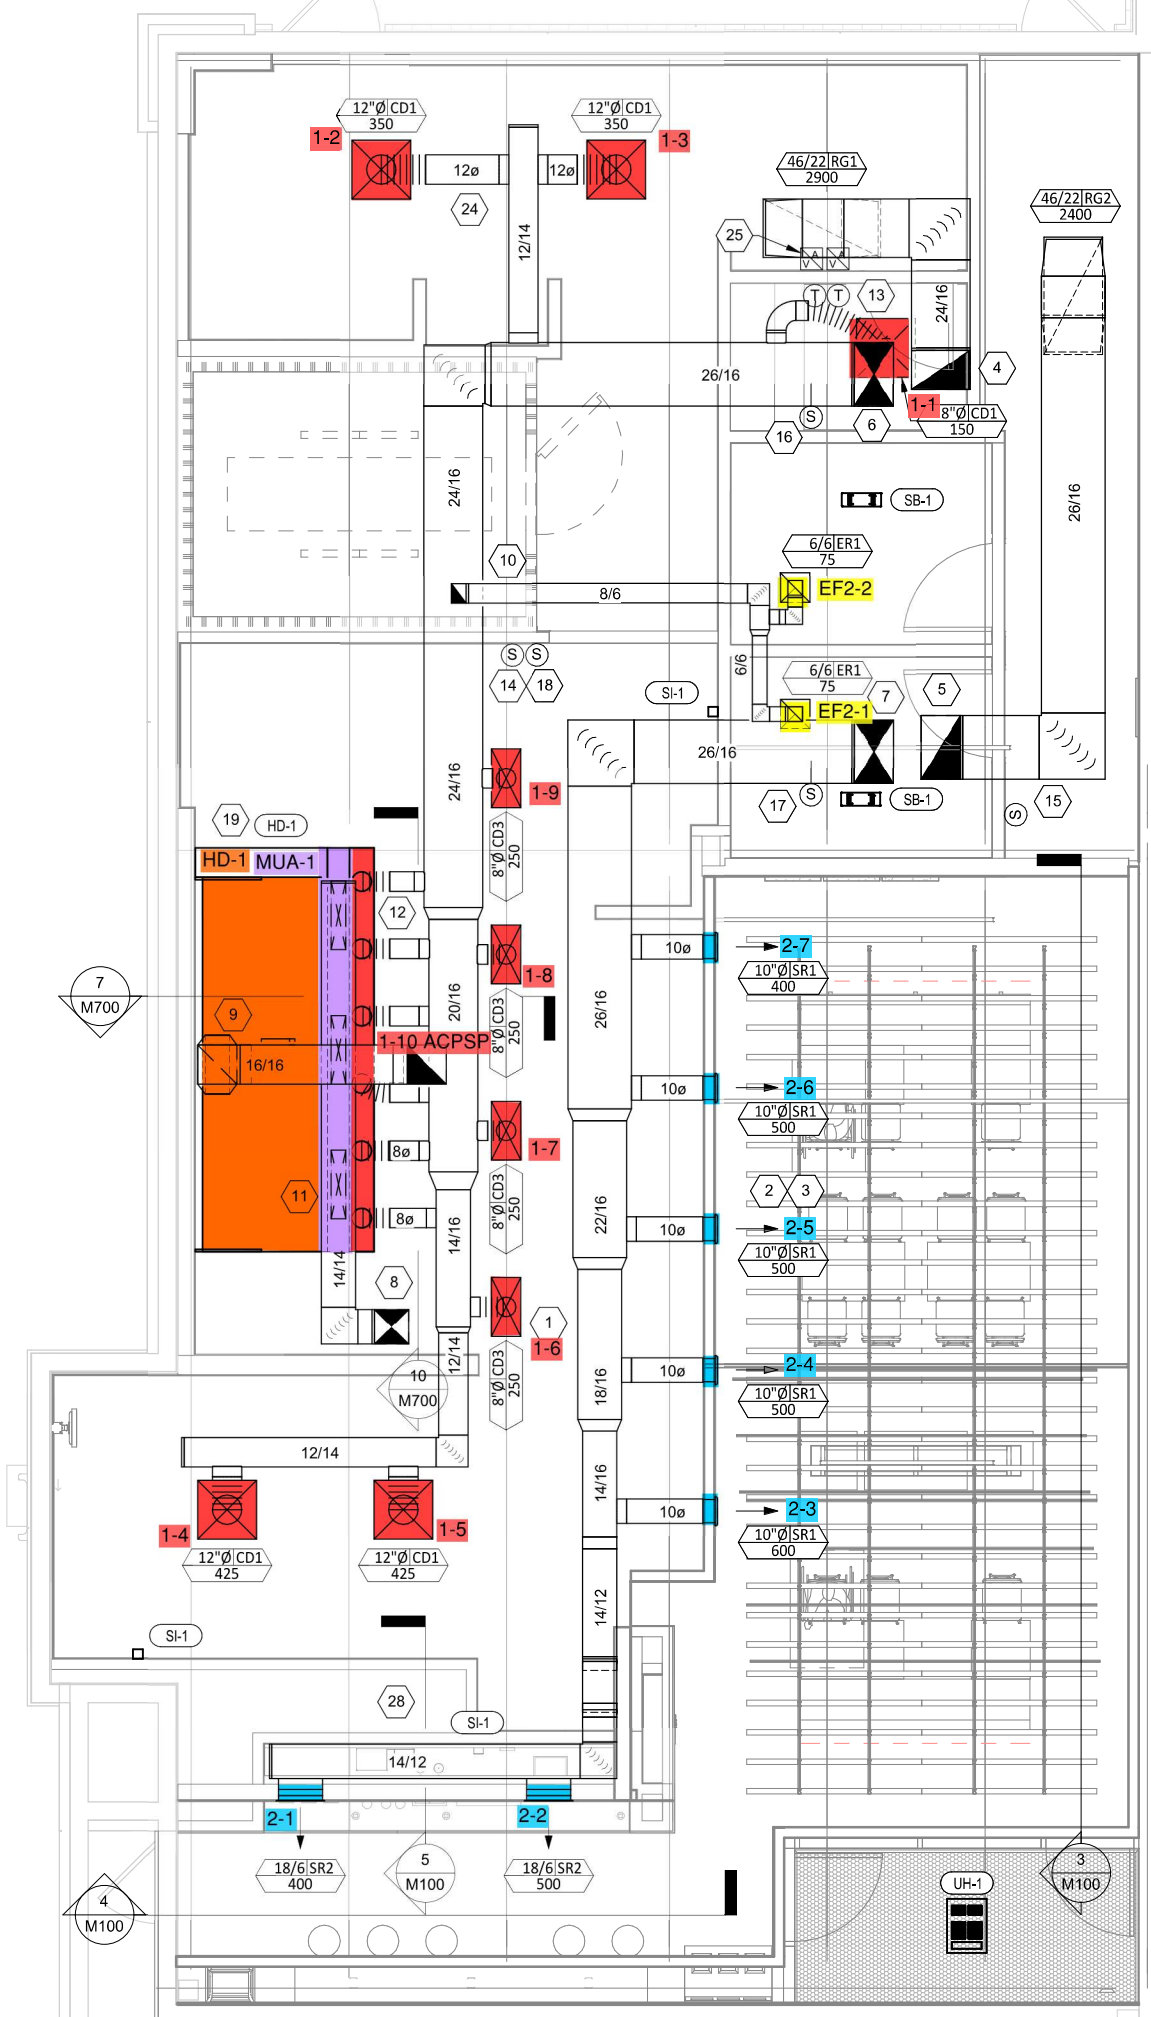 12"Ø CD1
350
12"Ø CD1
350
1-2
1-3
12ø
12ø
24
12/14
46/22 RG1
2900
46/22 RG2
2400
25
V
A
V
A
T
T
13
24/16
4
26/16
1-1
8"Ø CD1
150
S
16
6
24/16
SB-1
26/16
10
6/6 ER1
75
EF2-2
8/6
6/6
S
S
14
18
SI-1
6/6 ER1
75
EF2-1
7
5
26/16
24/16
1-9
17
S
SB-1
S
15
19
HD-1
8"Ø CD3
250
HD-1
MUA-1
12
10ø
2-7
10"Ø SR1
400
1-8
7
M700
9
20/16
26/16
8"Ø CD3
250
1-10 ACPSP
16/16
10ø
2-6
10"Ø SR1
500
8ø
1-7
11
8"Ø CD3
250
2
3
8ø
14/16
22/16
10ø
2-5
10"Ø SR1
500
14/14
8
1
1-6
12/14
10
M700
8"Ø CD3
250
18/16
10ø
2-4
10"Ø SR1
500
12/14
14/16
10ø
2-3
10"Ø SR1
600
1-4
1-5
12"Ø CD1
425
12"Ø CD1
425
14/12
SI-1
28
SI-1
14/12
2-1
2-2
18/6 SR2
400
5
M100
18/6 SR2
500
3
M100
4
M100
UH-1